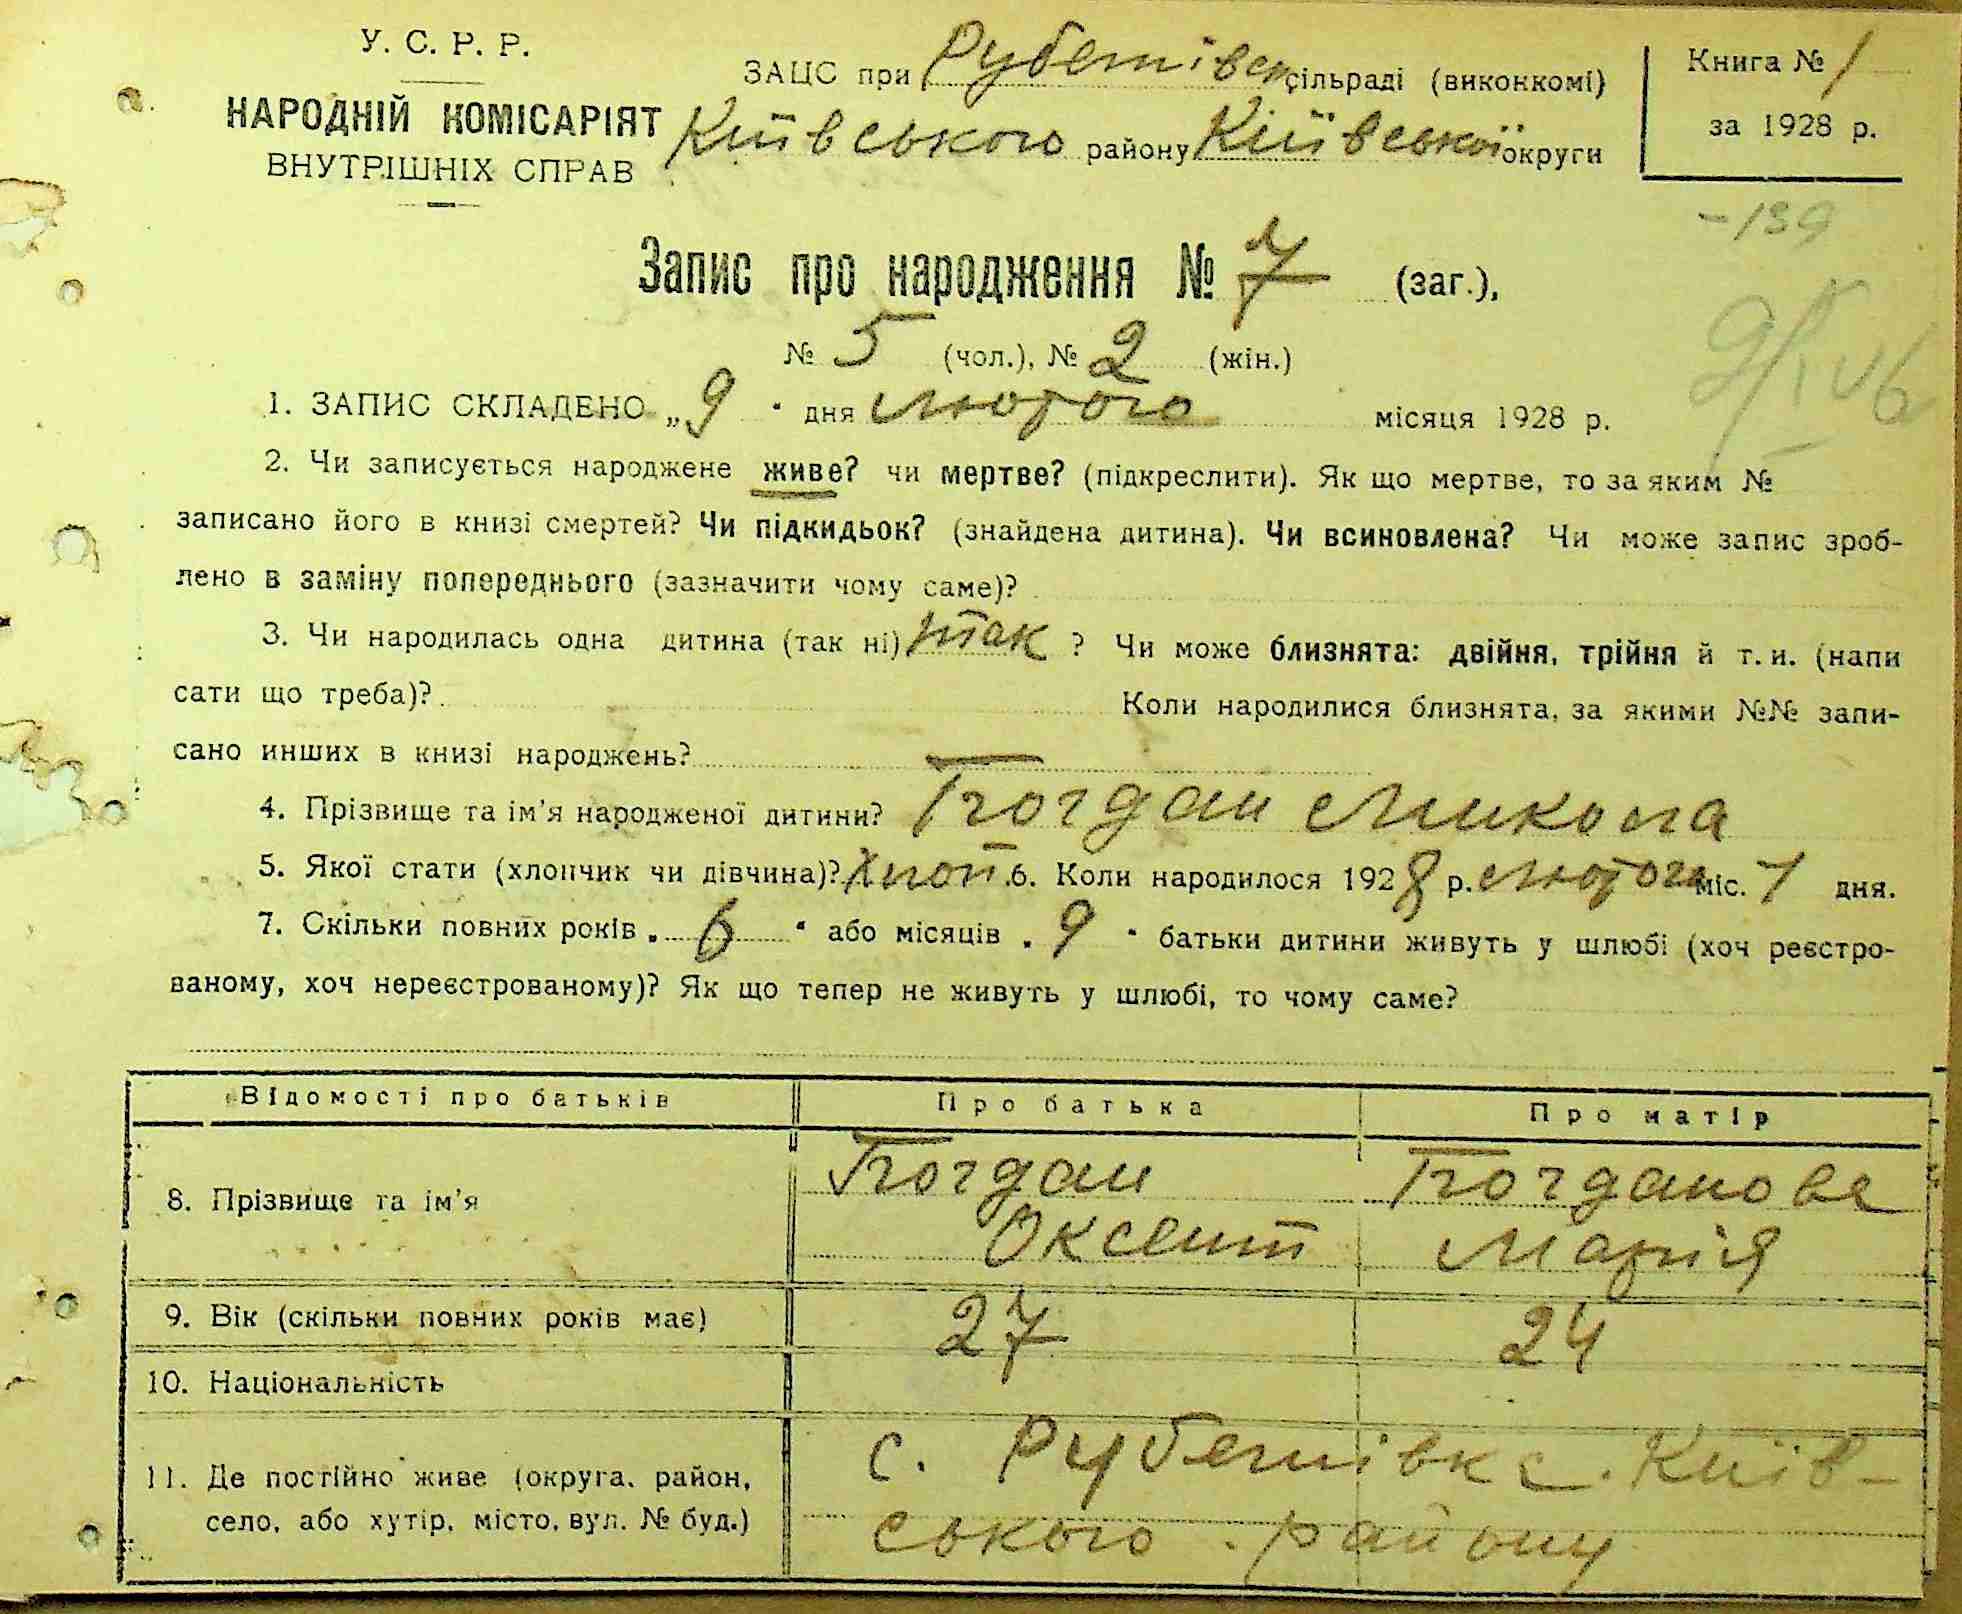 У. С. Р. Р.
НАРОДНІЙ КОМІСАРІЯТ
ВНУТРІШНІХ СПРАВ
ЗАЦС при Рубежівск сільраді (виконкомі)
Київського району Київської округи
Книга № 1
за 1928 р.
-139
Запис про народження № 7 (заг.),
№ 5 (чол.), № 2 (жін.)
1. ЗАПИС СКЛАДЕНО „ 9 " дня лютого місяця 1928 р.
2. Чи записується народжене живе? чи мертве? (підкреслити). Як що мертве, то за яким №
записано його в книзі смертей? Чи підкидьок? (знайдена дитина). Чи всиновлена? Чи може запис зроб-
лено в заміну попереднього (зазначити чому саме)?
3. Чи народилась одна дитина (так ні) так ? Чи може близнята: двійня, трійня й т. и. (напи
сати що треба)? Коли народилися близнята, за якими №№ запи-
сано инших в книзі народжень?
4. Прізвище та ім'я народженої дитини? Богдан Микола
5. Якої стати (хлопчик чи дівчина)? Хлоп. 6. Коли народилося 1928 р. лютого міс. 7 дня.
7. Скільки повних років „ 6 " або місяців „ 9 " батьки дитини живуть у шлюбі (хоч реєстро-
ваному, хоч нереєстрованому)? Як що тепер не живуть у шлюбі, то чому саме?
Відомості про батьків Про батька Про матір
8. Прізвище та ім'я Богдан Богданова
Оксент Марія
9. Вік (скільки повних років має) 27 24
10. Національність
11. Де постійно живе (округа, район, с. Рубежівка Київ-
село, або хутір, місто, вул. № буд.) ського району